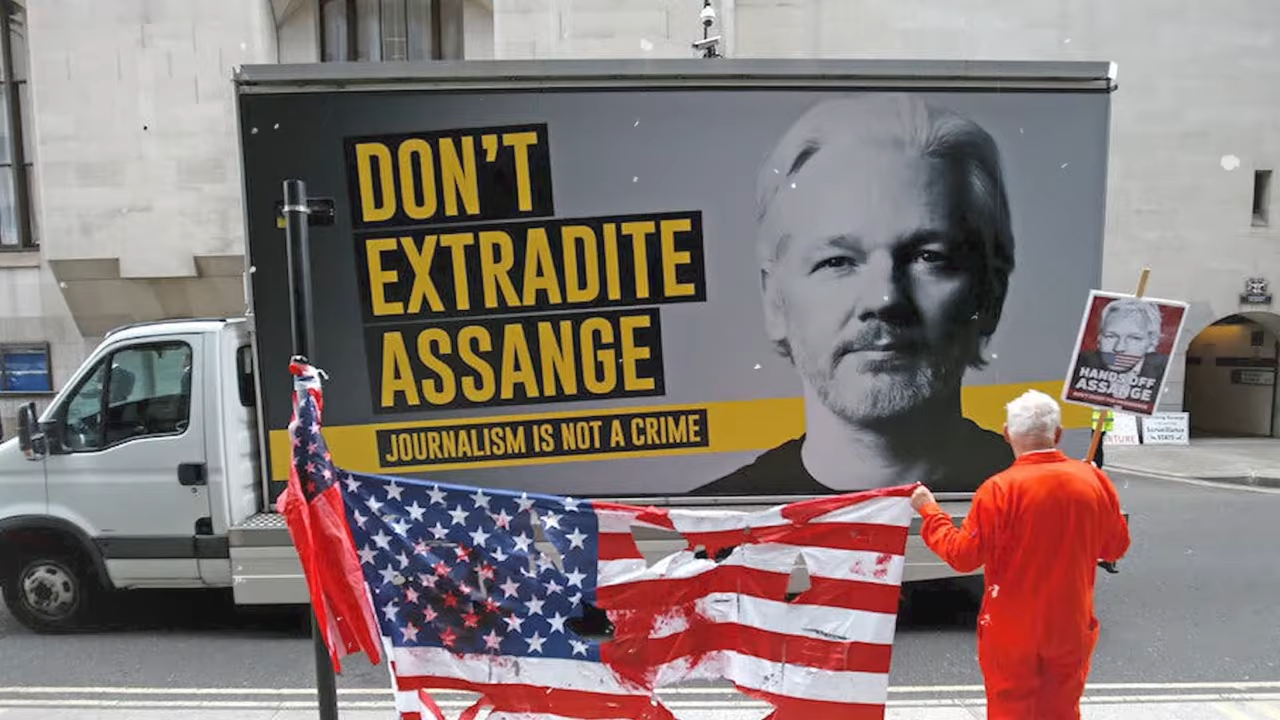 DON'T
EXTRADITE
ASSANGE
JOURNALISM IS NOT A CRIME
HANDS OFF
ASSANGE